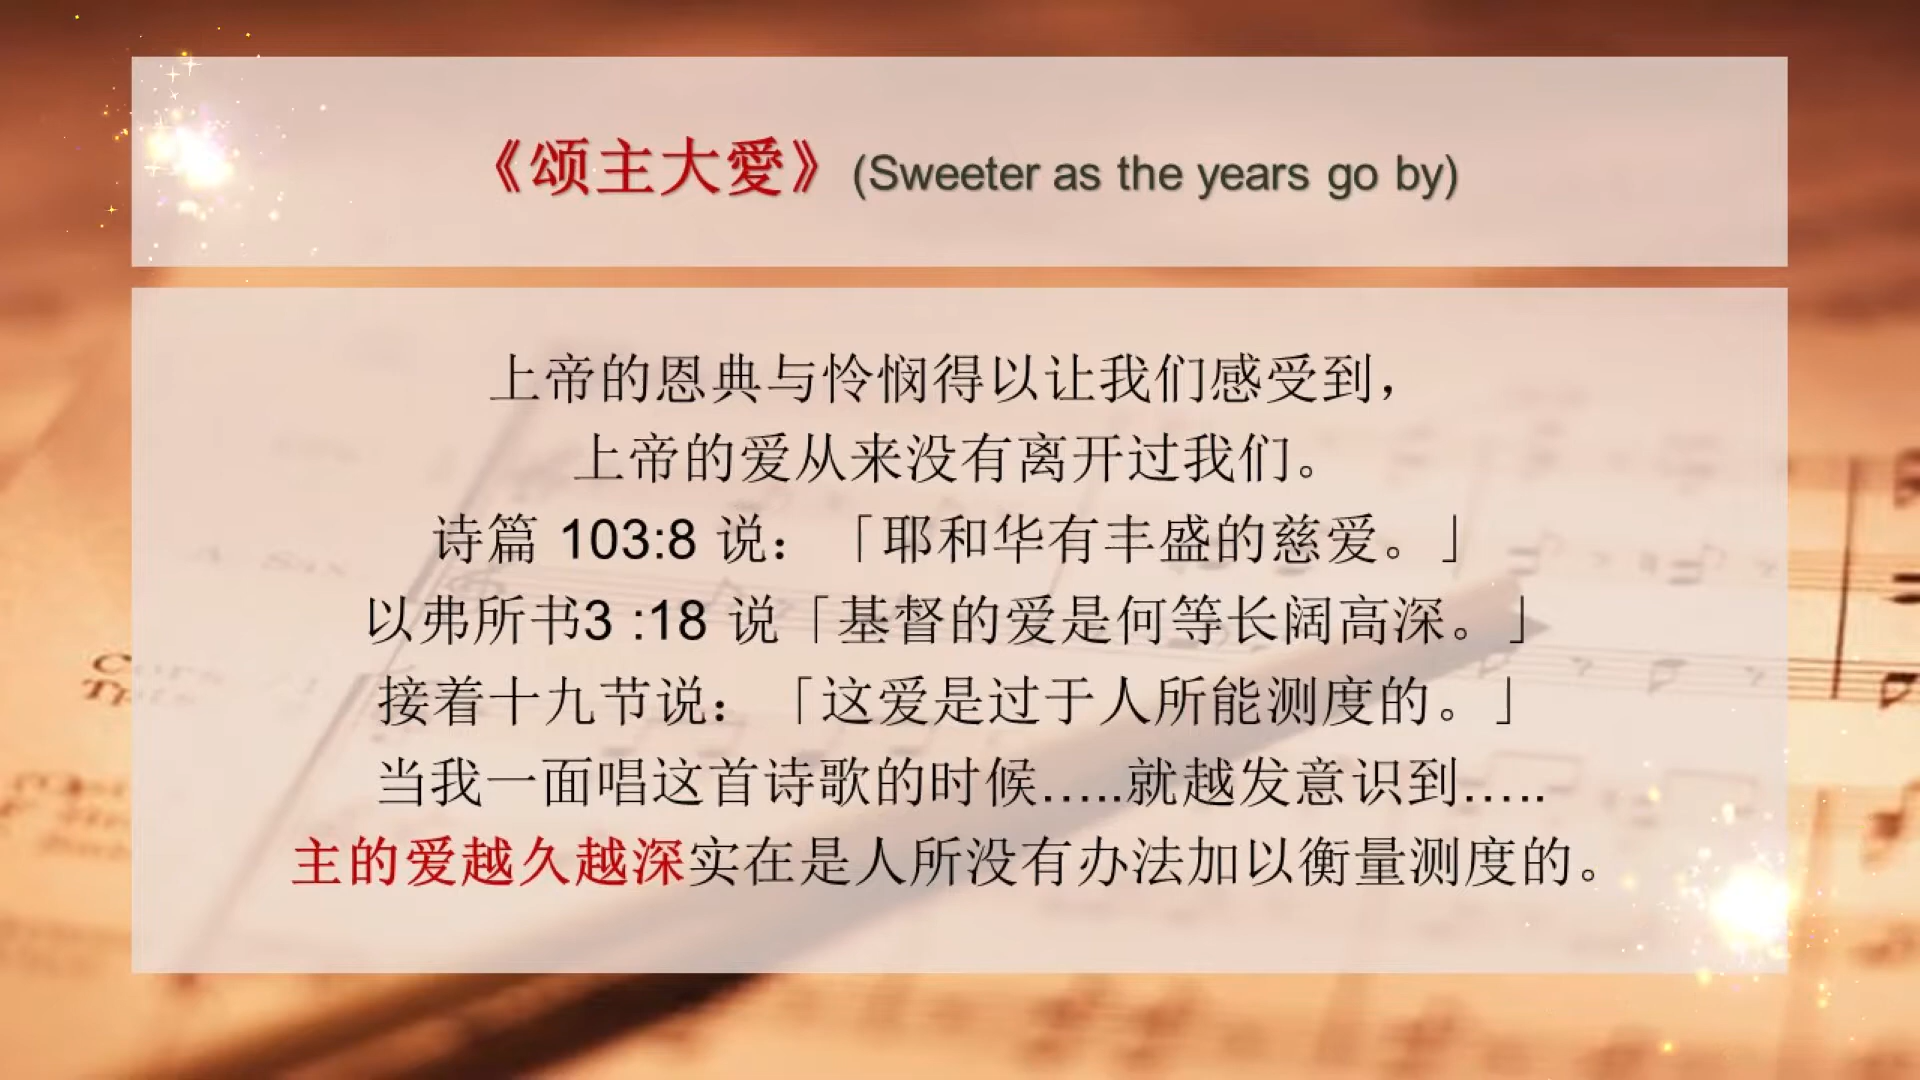 《颂主大愛》(Sweeter as the years go by)
上帝的恩典与怜悯得以让我们感受到，
上帝的爱从来没有离开过我们。
诗篇 103:8 说：「耶和华有丰盛的慈爱。」
以弗所书3 :18 说「基督的爱是何等长阔高深。」
接着十九节说：「这爱是过于人所能测度的。」
当我一面唱这首诗歌的时候…..就越发意识到…..
主的爱越久越深实在是人所没有办法加以衡量测度的。